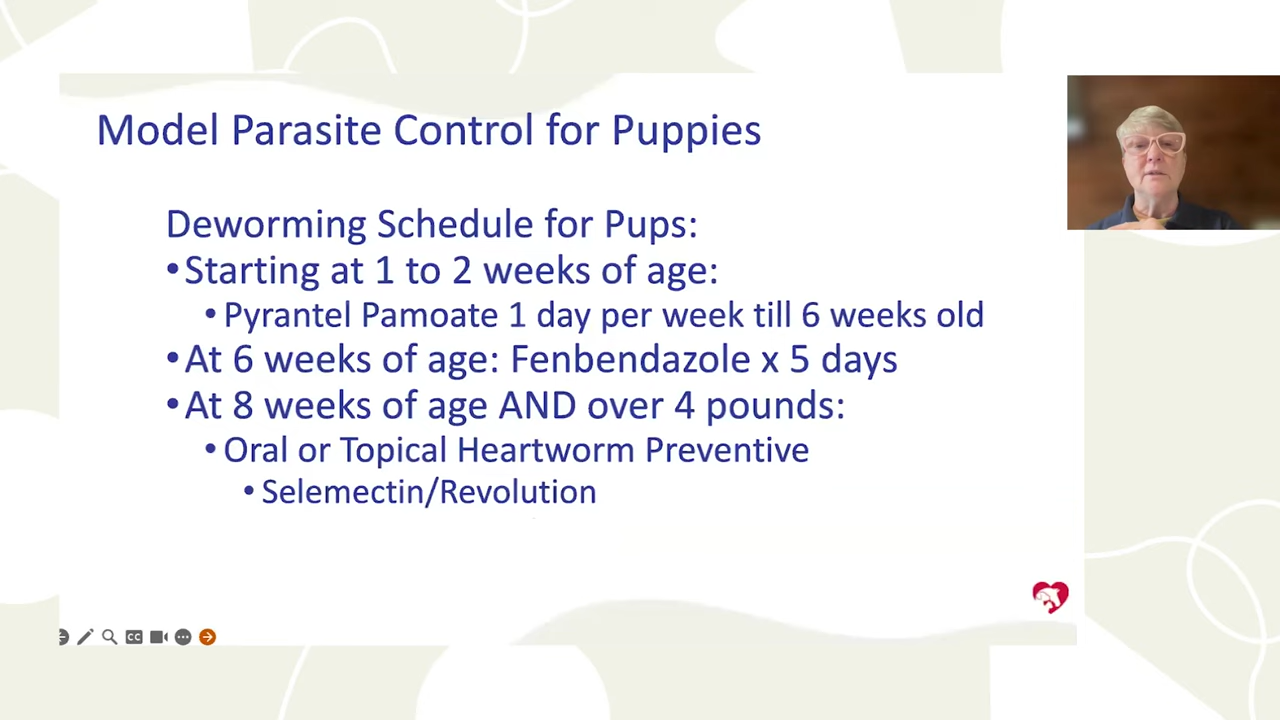 Model Parasite Control for Puppies
Deworming Schedule for Pups:
•Starting at 1 to 2 weeks of age:
•Pyrantel Pamoate 1 day per week till 6 weeks old
•At 6 weeks of age: Fenbendazole x 5 days
•At 8 weeks of age AND over 4 pounds:
•Oral or Topical Heartworm Preventive
•Selemectin/Revolution
CC